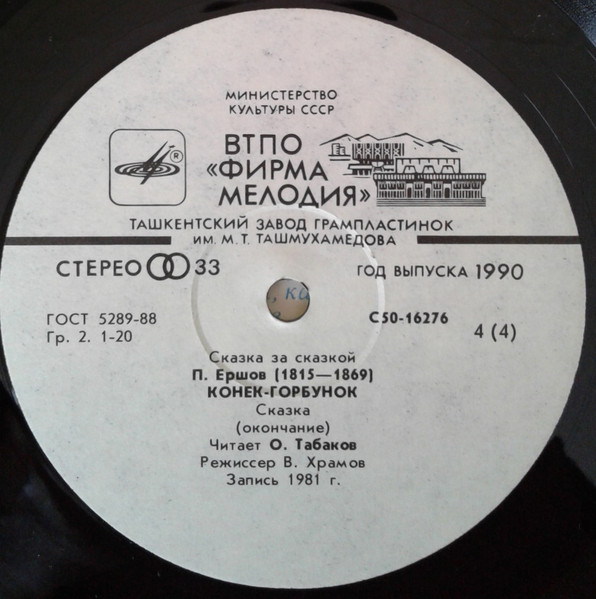 МИНИСТЕРСТВО
КУЛЬТУРЫ СССР
ВТПО
«ФИРМА
МЕЛОДИЯ»
®
ТАШКЕНТСКИЙ ЗАВОД ГРАМПЛАСТИНОК
ИМ. М. Т. ТАШМУХАМЕДОВА
СТЕРЕО 33
ГОД ВЫПУСКА 1990
ГОСТ 5289-88
Гр. 2. 1-20
С50-16276
4 (4)
Сказка за сказкой
П. Ершов (1815—1869)
КОНЕК-ГОРБУНОК
Сказка
(окончание)
Читает О. Табаков
Режиссер В. Храмов
Запись 1981 г.